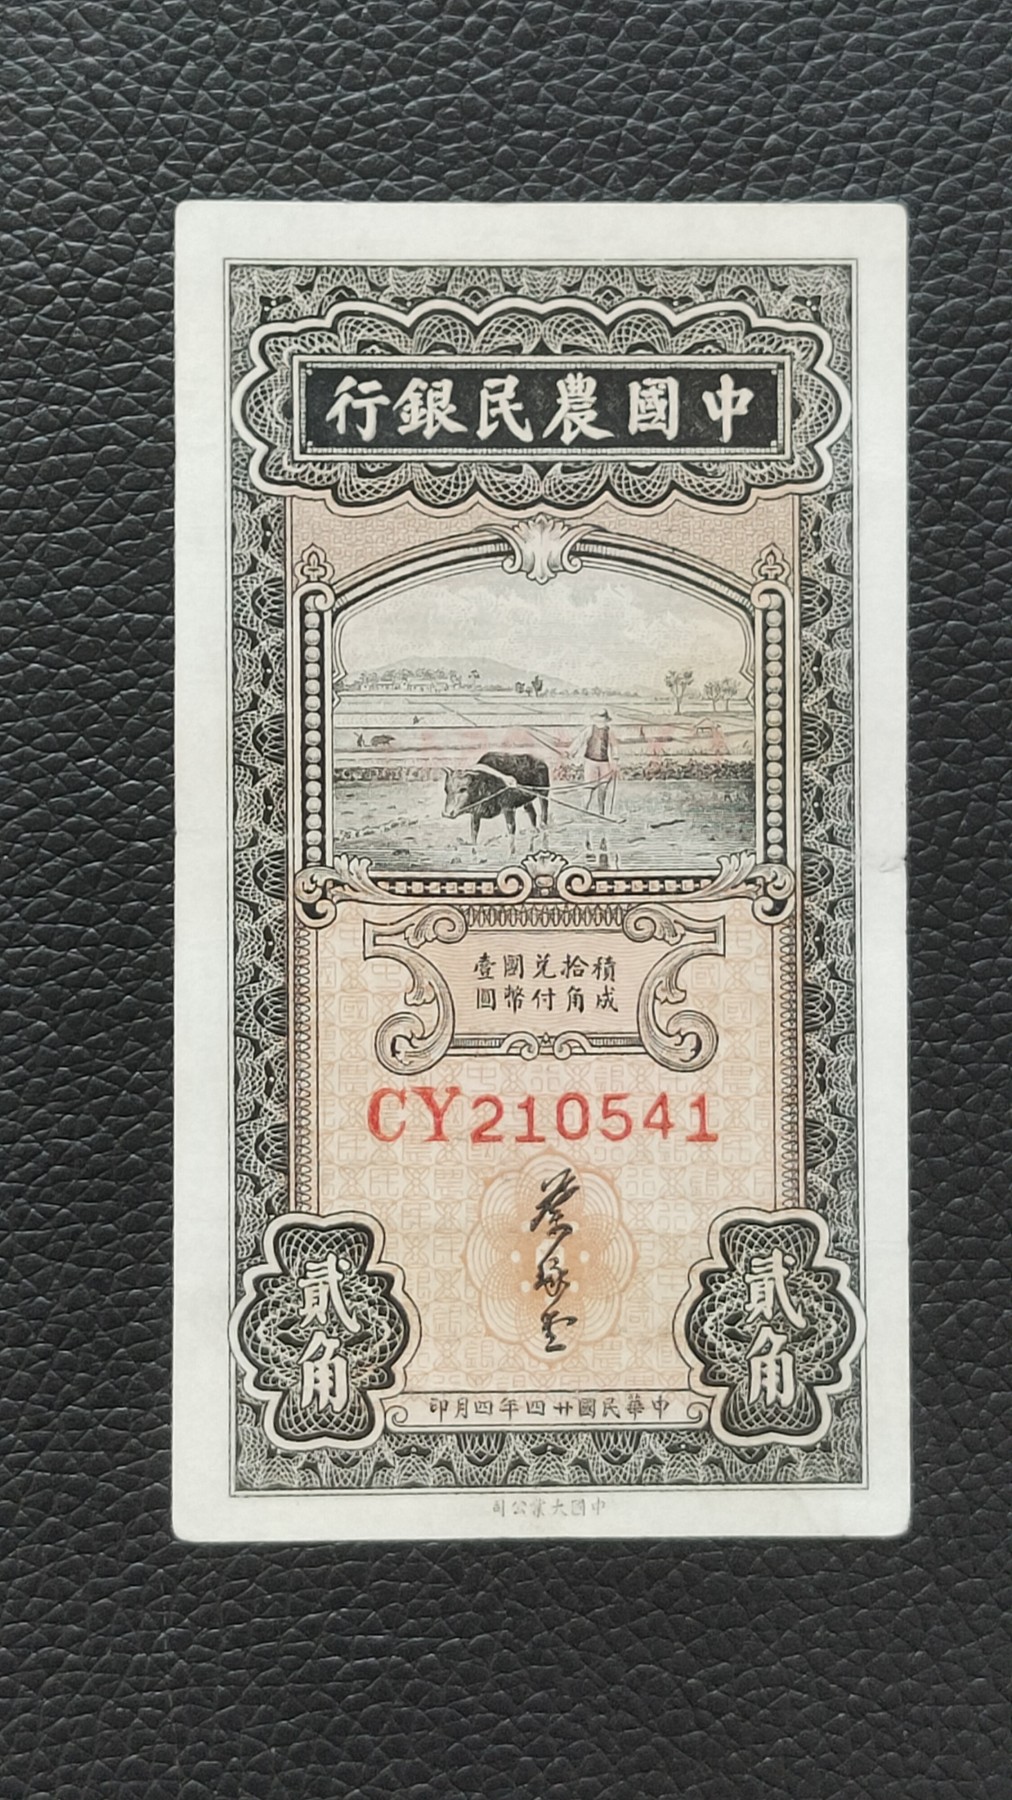 中國農民銀行
積成
拾角
兌付
國幣
壹圓
CY210541
貳角
貳角
中華民國廿四年四月印
中國大業公司